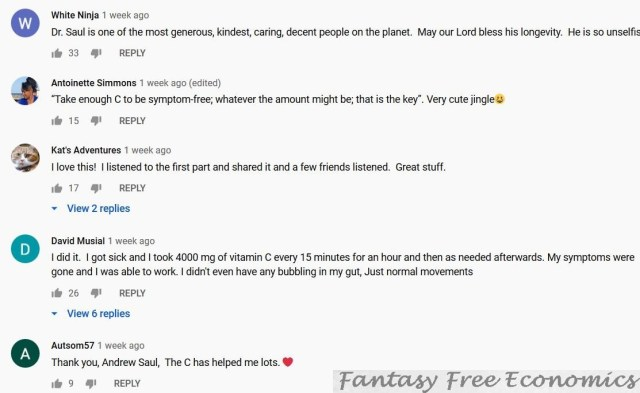 W
White Ninja 1 week ago
Dr. Saul is one of the most generous, kindest, caring, decent people on the planet. May our Lord bless his longevity. He is so unselfis
33 REPLY
Antoinette Simmons 1 week ago (edited)
"Take enough C to be symptom-free; whatever the amount might be; that is the key". Very cute jingle😀
15 REPLY
Kat's Adventures 1 week ago
I love this! I listened to the first part and shared it and a few friends listened. Great stuff.
17 REPLY
View 2 replies
D
David Musial 1 week ago
I did it. I got sick and I took 4000 mg of vitamin C every 15 minutes for an hour and then as needed afterwards. My symptoms were
gone and I was able to work. I didn't even have any bubbling in my gut, Just normal movements
26 REPLY
View 6 replies
A
Autsom57 1 week ago
Thank you, Andrew Saul, The C has helped me lots. ❤
9 REPLY
Fantasy Free Economics